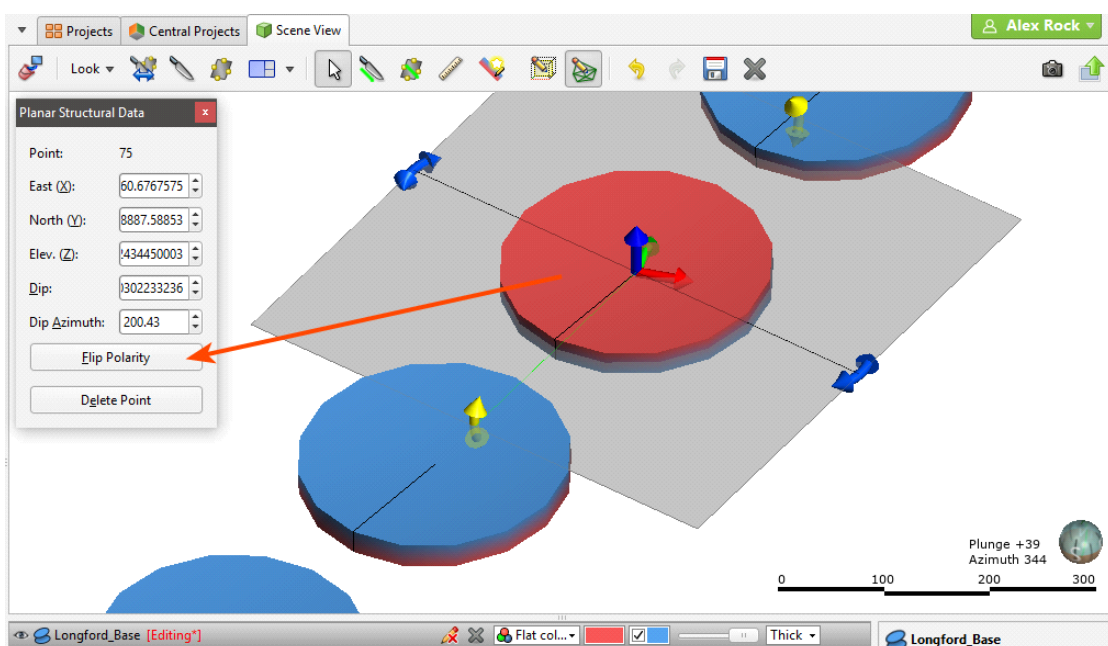 Projects Central Projects Scene View Alex Rock
Look
Planar Structural Data x
Point: 75
East (X): 60.6767575
North (Y): 8887.58853
Elev. (Z): 434450003
Dip: 0302233236
Dip Azimuth: 200.43
Flip Polarity
Delete Point
Plunge +39
Azimuth 344
0 100 200 300
Longford_Base [Editing*] Flat col... Thick Longford_Base